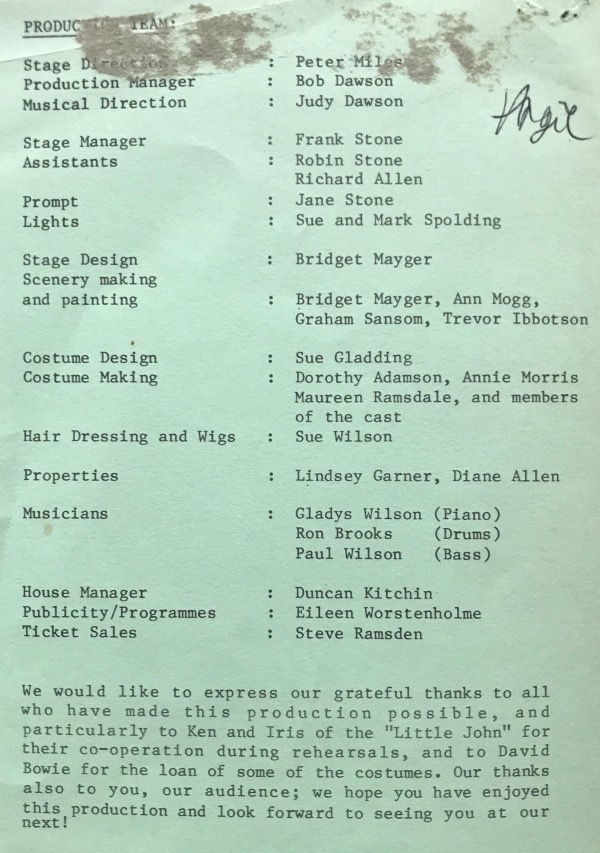 PRODUCTION TEAM:
Stage Direction : Peter Miles
Production Manager : Bob Dawson
Musical Direction : Judy Dawson
Stage Manager : Frank Stone
Assistants : Robin Stone
Richard Allen
Prompt : Jane Stone
Lights : Sue and Mark Spolding
Stage Design : Bridget Mayger
Scenery making
and painting : Bridget Mayger, Ann Mogg,
Graham Sansom, Trevor Ibbotson
Costume Design : Sue Gladding
Costume Making : Dorothy Adamson, Annie Morris
Maureen Ramsdale, and members
of the cast
Hair Dressing and Wigs : Sue Wilson
Properties : Lindsey Garner, Diane Allen
Musicians : Gladys Wilson (Piano)
Ron Brooks (Drums)
Paul Wilson (Bass)
House Manager : Duncan Kitchin
Publicity/Programmes : Eileen Worstenholme
Ticket Sales : Steve Ramsden
We would like to express our grateful thanks to all
who have made this production possible, and
particularly to Ken and Iris of the "Little John" for
their co-operation during rehearsals, and to David
Bowie for the loan of some of the costumes. Our thanks
also to you, our audience; we hope you have enjoyed
this production and look forward to seeing you at our
next!